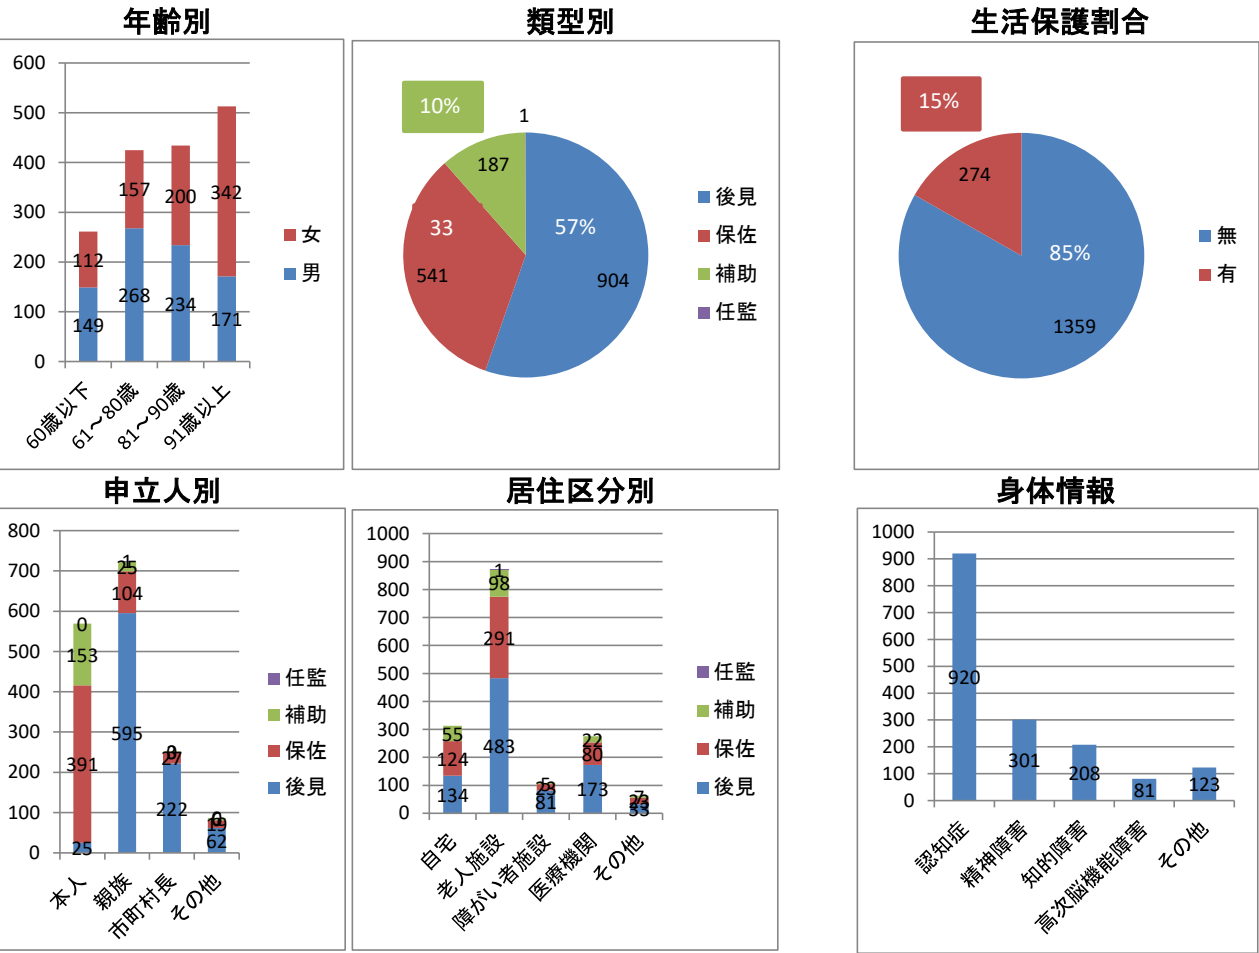 年齢別
600
500
400
300
200
100
0
112
149
157
268
200
234
342
171
60歳以下
61～80歳
81～90歳
91歳以上
女
男
類型別
10%
1
187
33
541
57%
904
後見
保佐
補助
任監
生活保護割合
15%
274
85%
1359
無
有
申立人別
800
700
600
500
400
300
200
100
0
0
153
391
25
1
25
104
595
27
222
19
62
本人
親族
市町村長
その他
任監
補助
保佐
後見
居住区分別
1000
900
800
700
600
500
400
300
200
100
0
55
124
134
1
98
291
483
5
81
22
80
173
7
33
自宅
老人施設
障がい者施設
医療機関
その他
任監
補助
保佐
後見
身体情報
1000
900
800
700
600
500
400
300
200
100
0
920
301
208
81
123
認知症
精神障害
知的障害
高次脳機能障害
その他